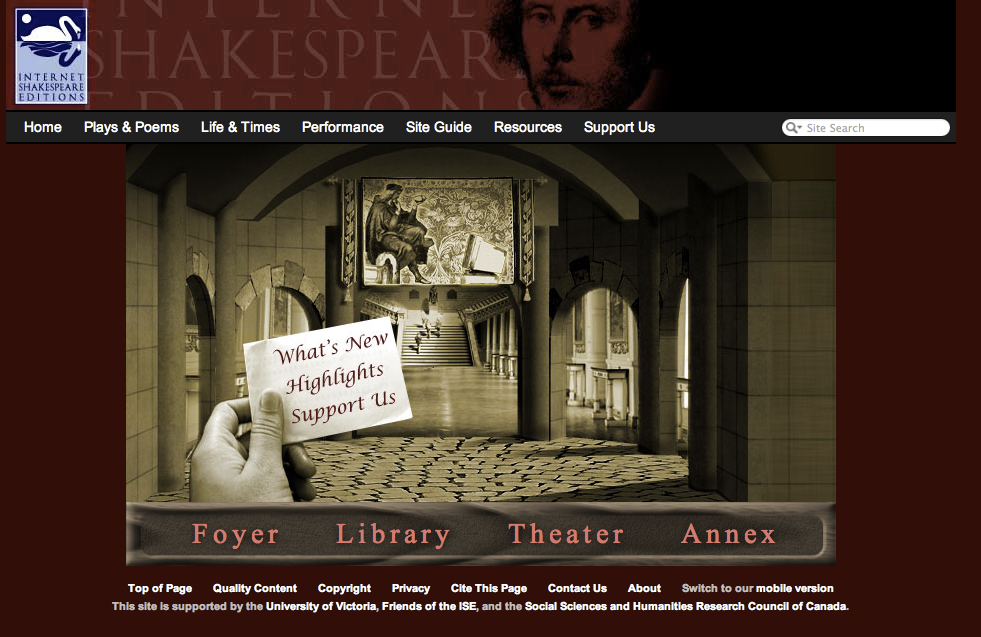 INTERNET
SHAKESPEARE
EDITIONS
INTERNET
SHAKESPEARE
EDITIONS
Home Plays & Poems Life & Times Performance Site Guide Resources Support Us Site Search
What's New
Highlights
Support Us
Foyer Library Theater Annex
Top of Page Quality Content Copyright Privacy Cite This Page Contact Us About Switch to our mobile version
This site is supported by the University of Victoria, Friends of the ISE, and the Social Sciences and Humanities Research Council of Canada.